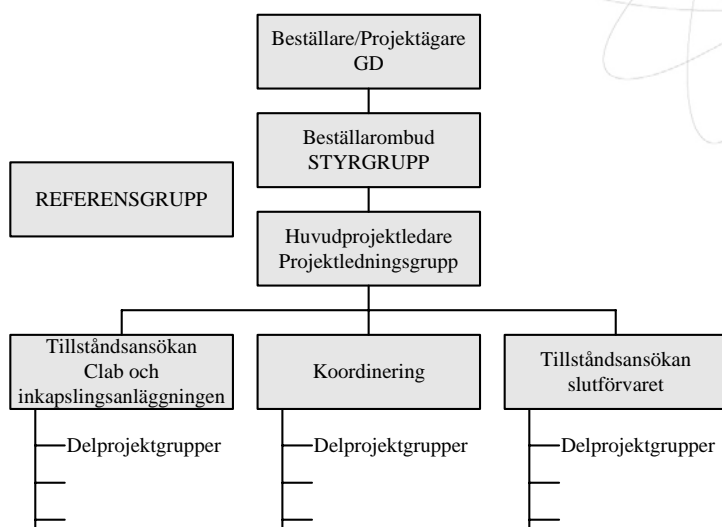 Beställare/Projektägare
GD
Beställarombud
STYRGRUPP
REFERENSGRUPP
Huvudprojektledare
Projektledningsgrupp
Tillståndsansökan
Clab och
inkapslingsanläggningen
Koordinering
Tillståndsansökan
slutförvaret
Delprojektgrupper
Delprojektgrupper
Delprojektgrupper